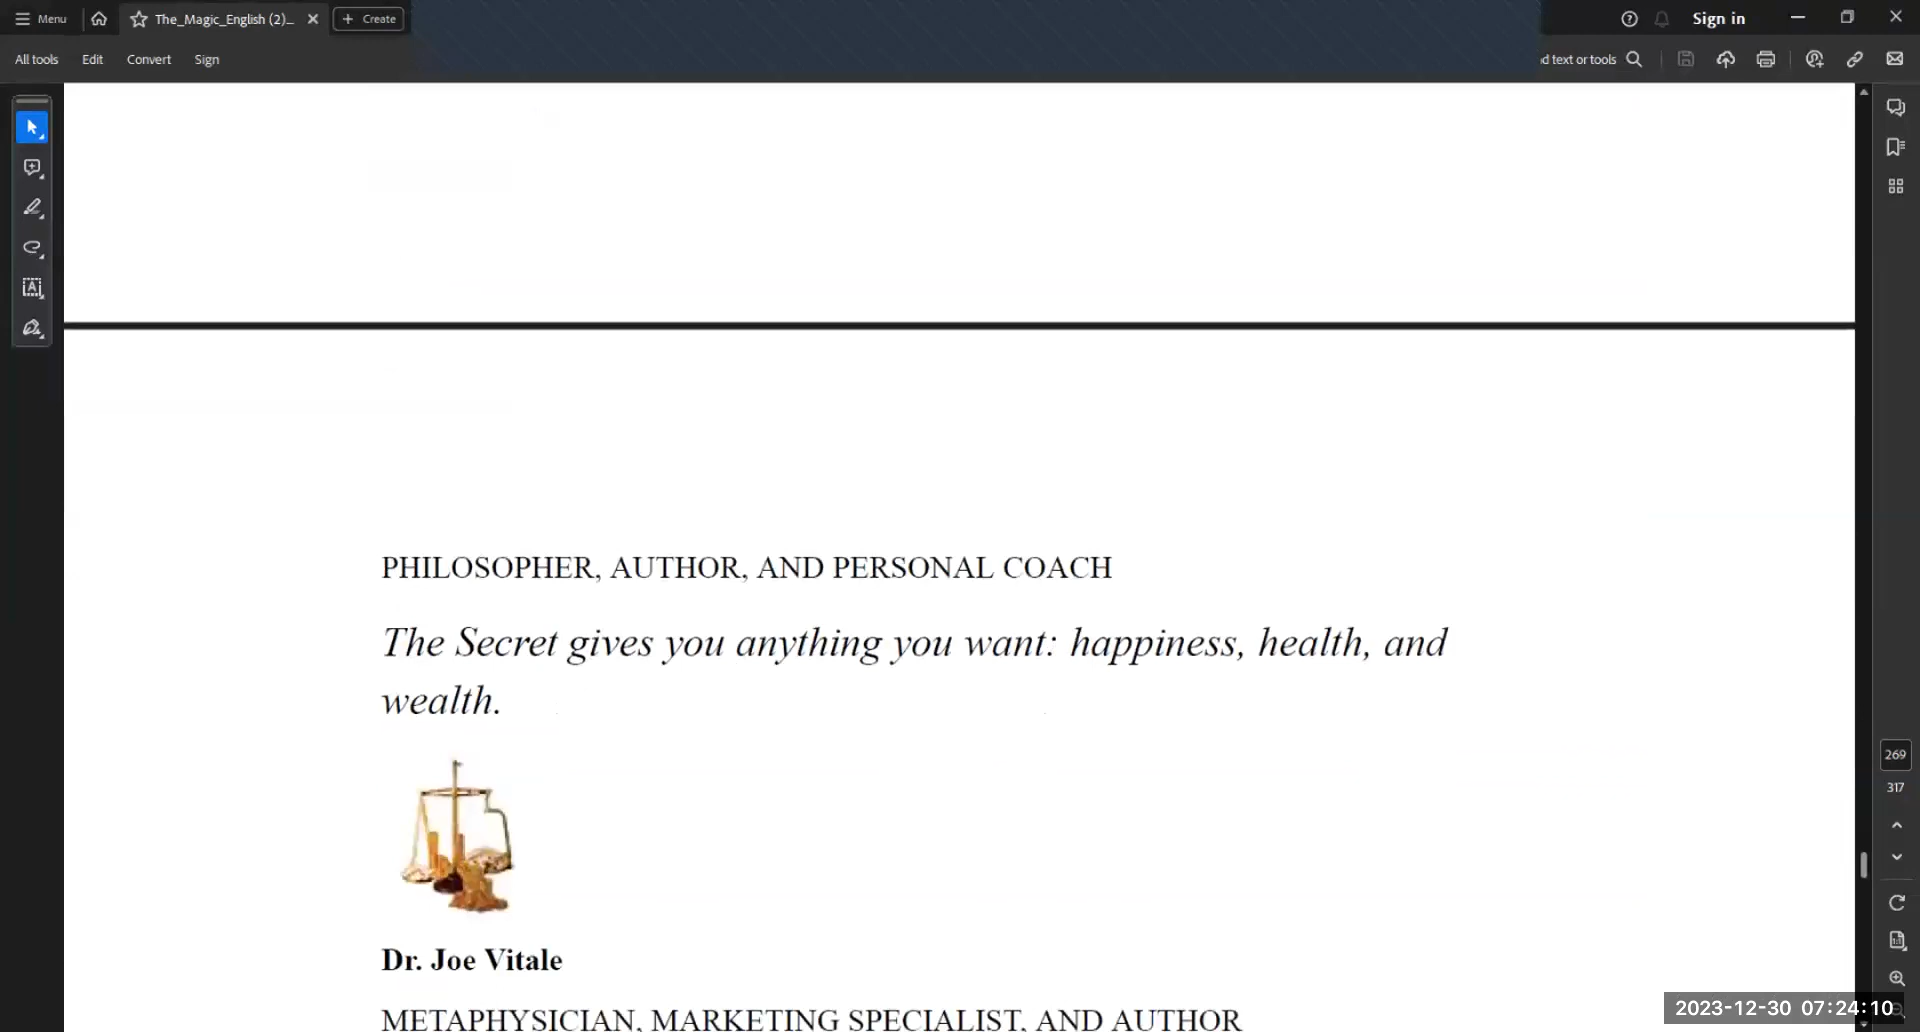 Menu
The_Magic_English (2)...
Create
Sign in
All tools
Edit
Convert
Sign
d text or tools
PHILOSOPHER, AUTHOR, AND PERSONAL COACH
The Secret gives you anything you want: happiness, health, and
wealth.
269
317
Dr. Joe Vitale
METAPHYSICIAN, MARKETING SPECIALIST, AND AUTHOR
2023-12-30 07:24:10